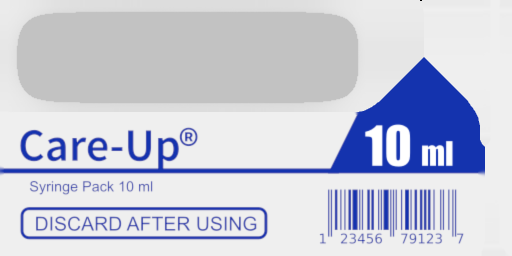 Care-Up®
10 ml
Syringe Pack 10 ml
DISCARD AFTER USING
1 23456 79123 7